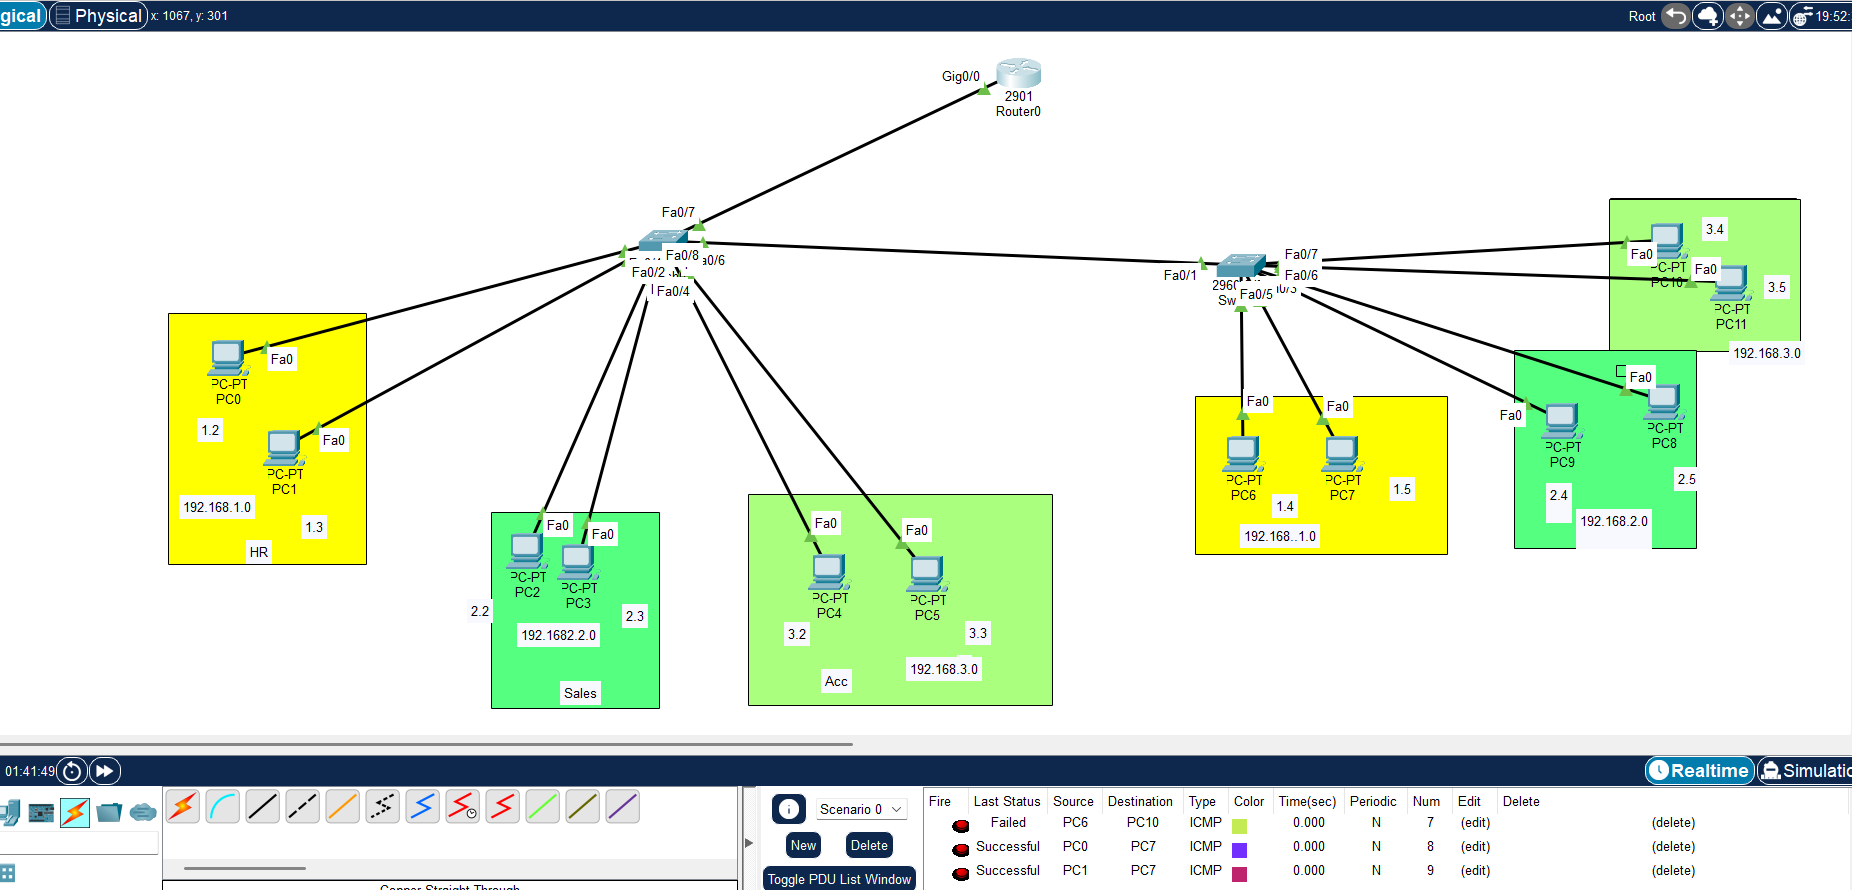 gical
Physical
x: 1067, y: 301
Root
19:52:
Gig0/0
2901
Router0
Fa0/7
Fa0/8
a0/6
Fa0/2
Fa0/4
Fa0/1
Fa0/7
Fa0/6
Fa0/5
2960
Sw
Fa0
PC-PT
PC0
1.2
Fa0
PC-PT
PC1
192.168.1.0
1.3
HR
Fa0
PC-PT
PC2
Fa0
PC-PT
PC3
2.2
2.3
192.1682.2.0
Sales
Fa0
PC-PT
PC4
Fa0
PC-PT
PC5
3.2
3.3
192.168.3.0
Acc
Fa0
PC-PT
PC6
Fa0
PC-PT
PC7
1.4
1.5
192.168..1.0
3.4
Fa0
PC-PT
PC10
Fa0
3.5
PC-PT
PC11
192.168.3.0
Fa0
PC-PT
PC8
Fa0
PC-PT
PC9
2.4
2.5
192.168.2.0
01:41:49
Realtime
Simulatio
Scenario 0
New
Delete
Toggle PDU List Window
Copper Straight-Through
Fire Last Status Source Destination Type Color Time(sec) Periodic Num Edit Delete
Failed PC6 PC10 ICMP 0.000 N 7 (edit) (delete)
Successful PC0 PC7 ICMP 0.000 N 8 (edit) (delete)
Successful PC1 PC7 ICMP 0.000 N 9 (edit) (delete)